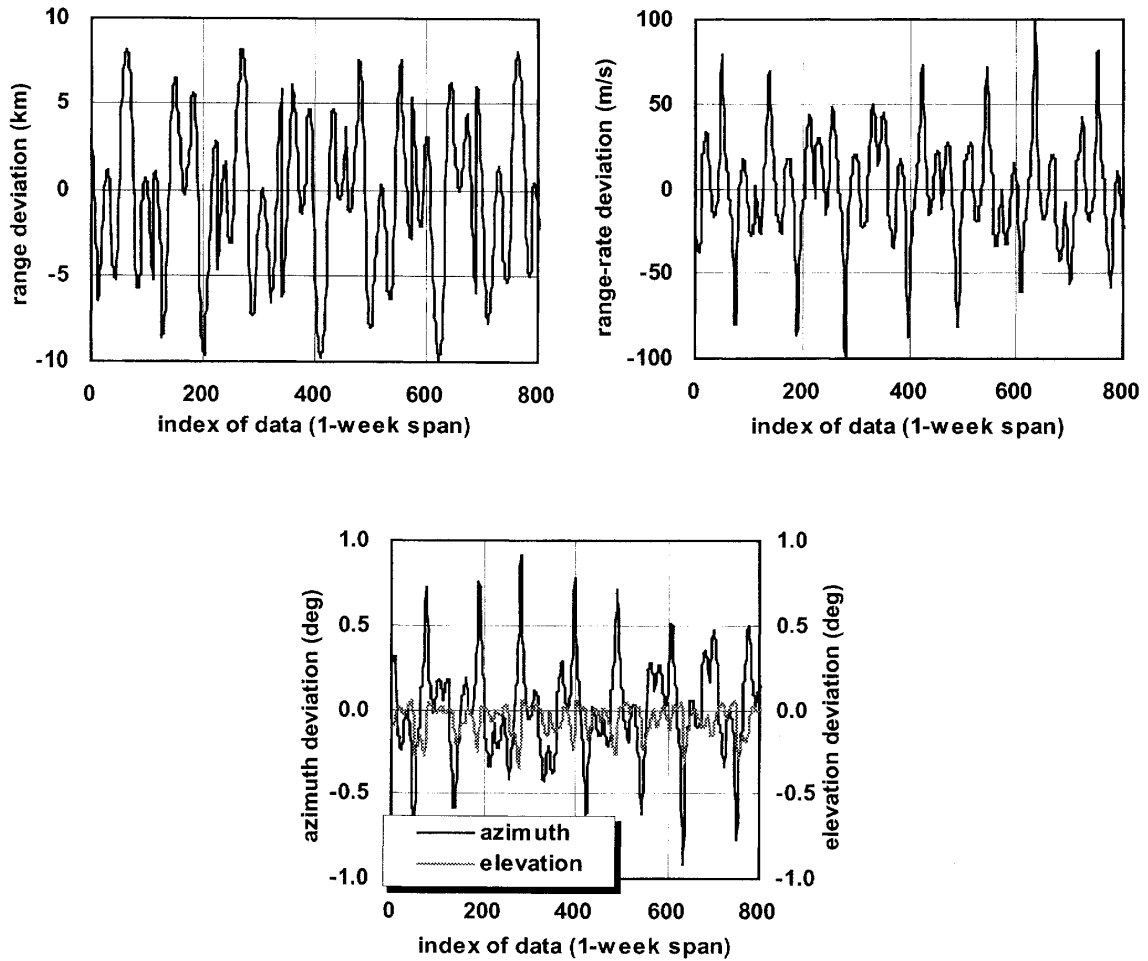 range deviation (km)
10
5
0
-5
-10
0 200 400 600 800
index of data (1-week span)
range-rate deviation (m/s)
100
50
0
-50
-100
0 200 400 600 800
index of data (1-week span)
azimuth deviation (deg)
1.0
0.5
0.0
-0.5
-1.0
azimuth
elevation
0 200 400 600 800
index of data (1-week span)
1.0
0.5
0.0
-0.5
-1.0
elevation deviation (deg)